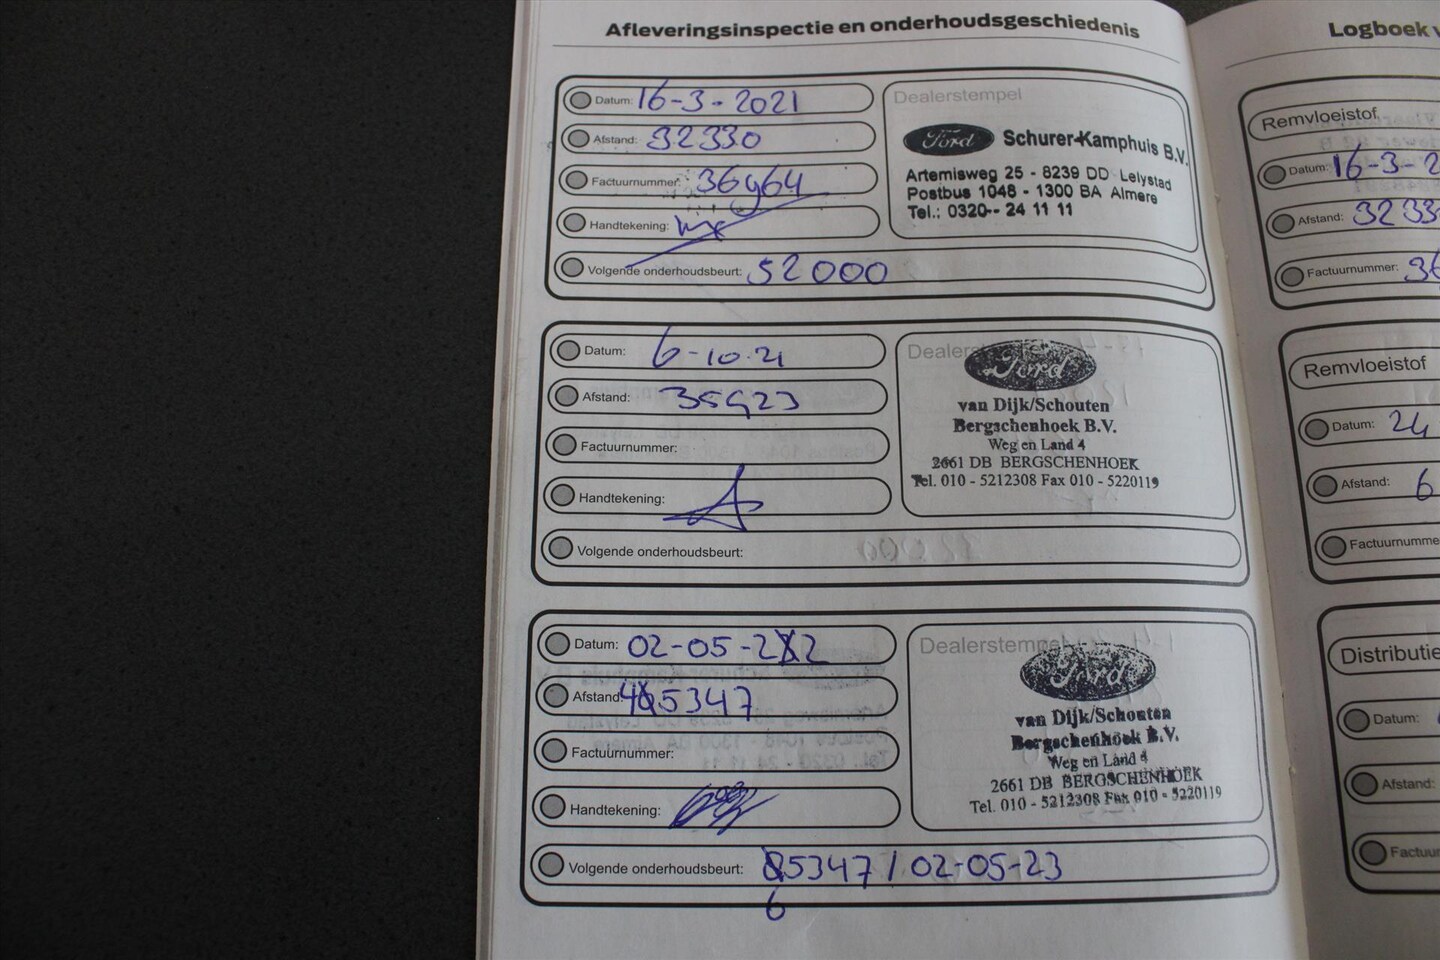 Afleveringsinspectie en onderhoudsgeschiedenis
Datum: 16-3-2021
Afstand: 32330
Factuurnummer: 36964
Handtekening:
Volgende onderhoudsbeurt: 52000
Dealerstempel
Ford Schurer-Kamphuis B.V.
Artemisweg 25 - 8239 DD Lelystad
Postbus 1048 - 1300 BA Almere
Tel.: 0320-- 24 11 11
Datum: 6-10-21
Afstand: 35923
Factuurnummer:
Handtekening:
Volgende onderhoudsbeurt:
Ford
van Dijk/Schouten
Bergschenhoek B.V.
Weg en Land 4
2661 DB BERGSCHENHOEK
Tel. 010 - 5212308 Fax 010 - 5220119
Datum: 02-05-22
Afstand: 45347
Factuurnummer:
Handtekening:
Volgende onderhoudsbeurt: 65347 / 02-05-23
Dealerstempel
Ford
van Dijk/Schouten
Bergschenhoek B.V.
Weg en Land 4
2661 DB BERGSCHENHOEK
Tel. 010 - 5212308 Fax 010 - 5220119
Logboek
Remvloeistof
Datum: 16-3-2
Afstand: 3233
Factuurnummer: 36
Remvloeistof
Datum: 24
Afstand: 6
Factuurnumme
Distributie
Datum:
Afstand:
Factuur